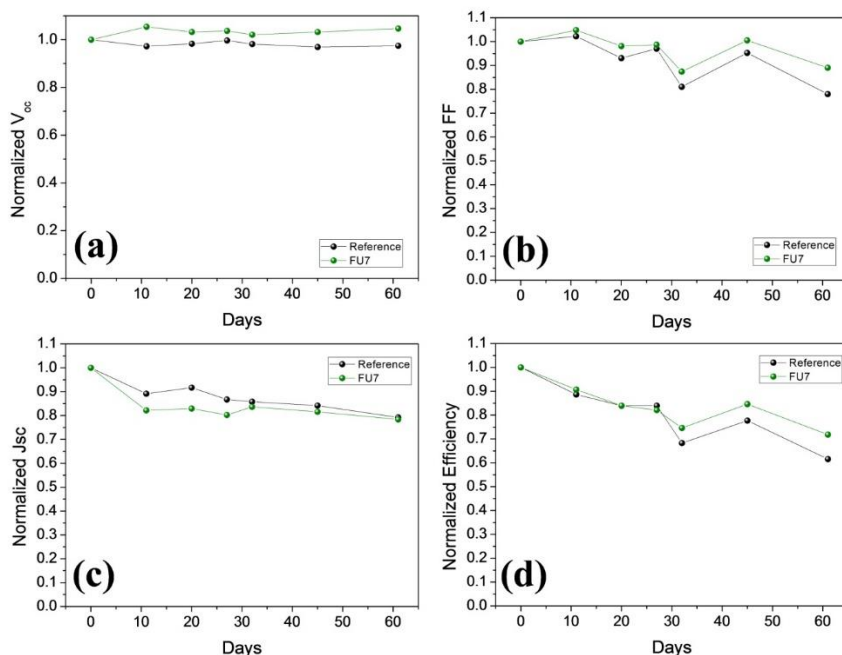 Normalized Voc
1.0
0.8
0.6
0.4
0.2
0.0
(a)
Reference
FU7
0 10 20 30 40 50 60
Days
Normalized FF
1.1
1.0
0.9
0.8
0.7
0.6
0.5
0.4
0.3
0.2
0.1
0.0
(b)
Reference
FU7
0 10 20 30 40 50 60
Days
Normalized Jsc
1.1
1.0
0.9
0.8
0.7
0.6
0.5
0.4
0.3
0.2
0.1
0.0
(c)
Reference
FU7
0 10 20 30 40 50 60
Days
Normalized Efficiency
1.1
1.0
0.9
0.8
0.7
0.6
0.5
0.4
0.3
0.2
0.1
0.0
(d)
Reference
FU7
0 10 20 30 40 50 60
Days